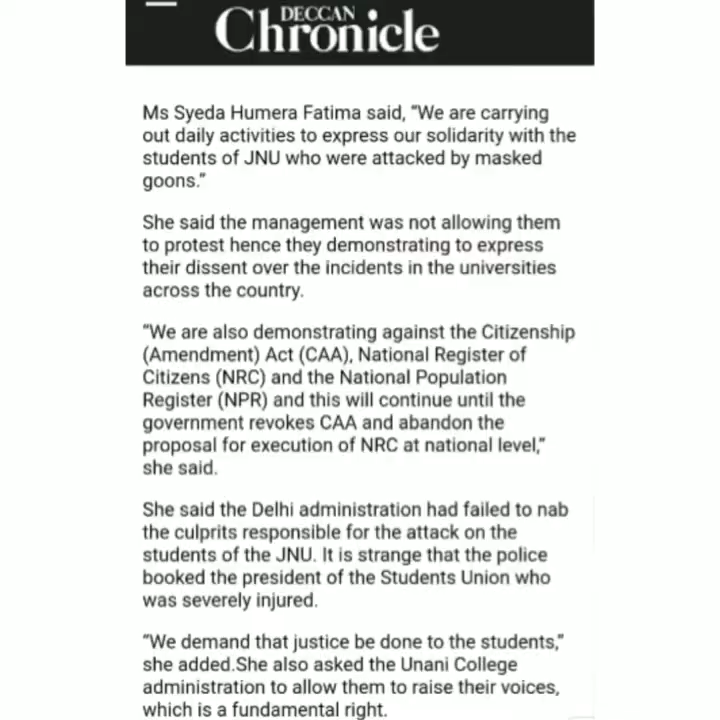 DECCAN
Chronicle
Ms Syeda Humera Fatima said, “We are carrying
out daily activities to express our solidarity with the
students of JNU who were attacked by masked
goons.”
She said the management was not allowing them
to protest hence they demonstrating to express
their dissent over the incidents in the universities
across the country.
“We are also demonstrating against the Citizenship
(Amendment) Act (CAA), National Register of
Citizens (NRC) and the National Population
Register (NPR) and this will continue until the
government revokes CAA and abandon the
proposal for execution of NRC at national level,”
she said.
She said the Delhi administration had failed to nab
the culprits responsible for the attack on the
students of the JNU. It is strange that the police
booked the president of the Students Union who
was severely injured.
“We demand that justice be done to the students,”
she added.She also asked the Unani College
administration to allow them to raise their voices,
which is a fundamental right.